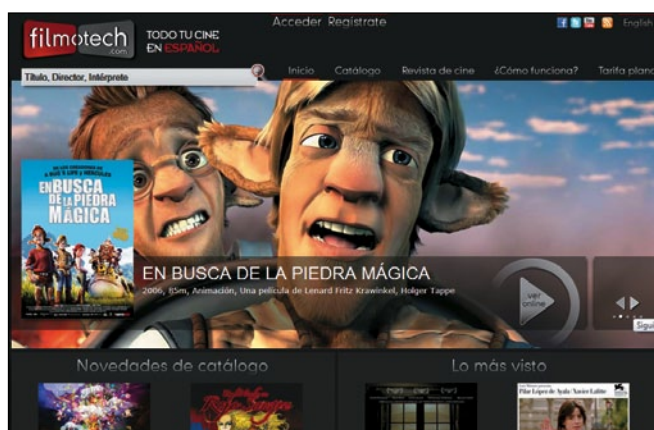 Acceder Regístrate
English
filmotech
.com
TODO TU CINE
EN ESPAÑOL
Título, Director, Intérprete
Inicio Catálogo Revista de cine ¿Cómo funciona? Tarifa plana
EN BUSCA
DE LA PIEDRA
MÁGICA
EN BUSCA DE LA PIEDRA MÁGICA
2006, 85m, Animación, Una película de Lenard Fritz Krawinkel, Holger Tappe
ver
online
Sigui
Novedades de catálogo
Lo más visto
Pilar López de Ayala / Xavier Lafitte